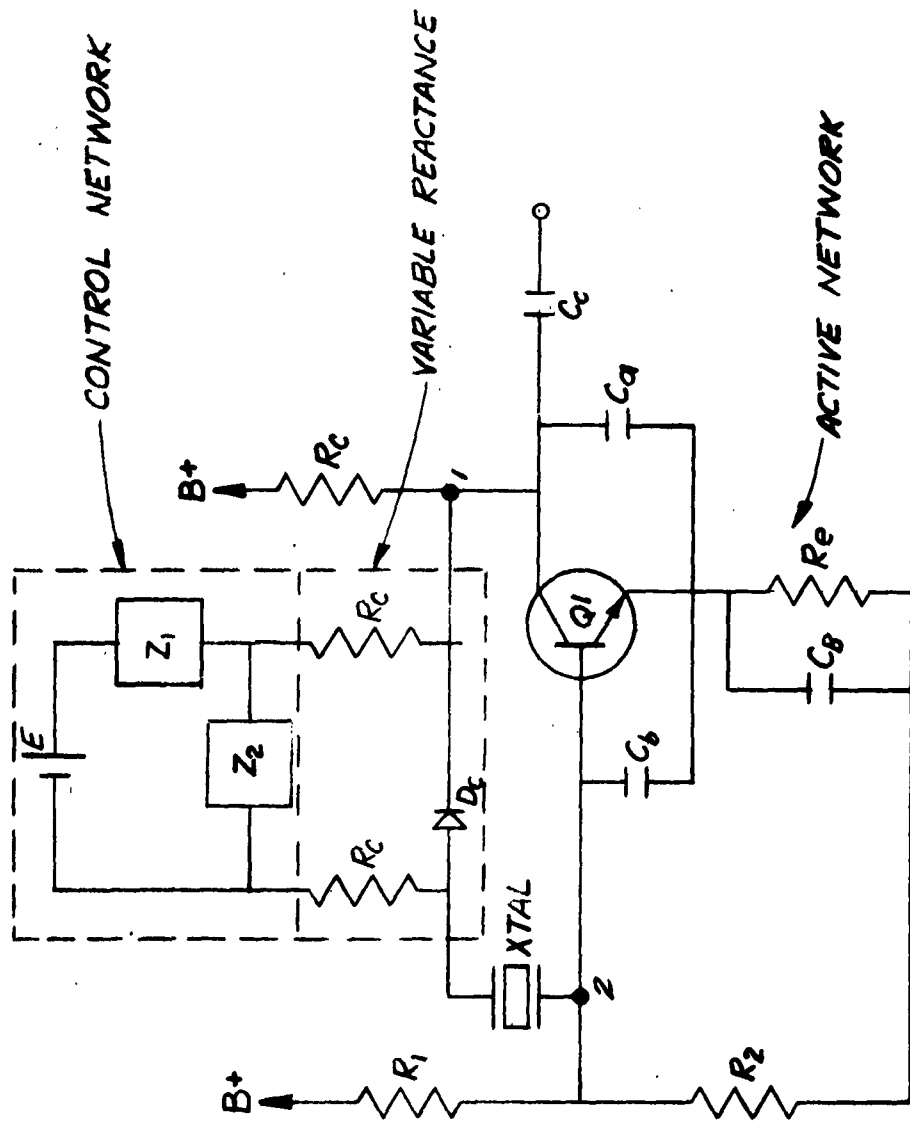 CONTROL NETWORK
VARIABLE REACTANCE
ACTIVE NETWORK
E
Z1
Z2
B+
RC
RC
RC
1
DC
XTAL
Cc
Ca
Q1
Cb
B+
R1
2
R2
CB
Re